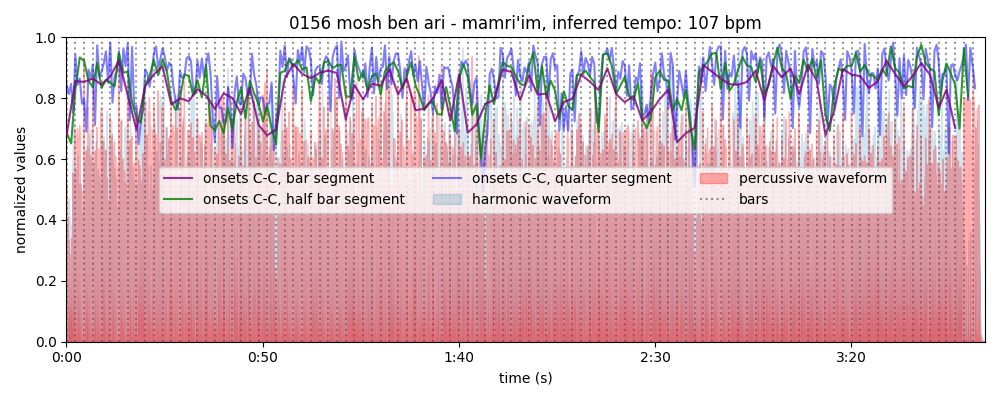 0156 mosh ben ari - mamri'im, inferred tempo: 107 bpm
normalized values
1.0
0.8
0.6
0.4
0.2
0.0
onsets C-C, bar segment
onsets C-C, half bar segment
onsets C-C, quarter segment
harmonic waveform
percussive waveform
bars
0:00 0:50 1:40 2:30 3:20
time (s)